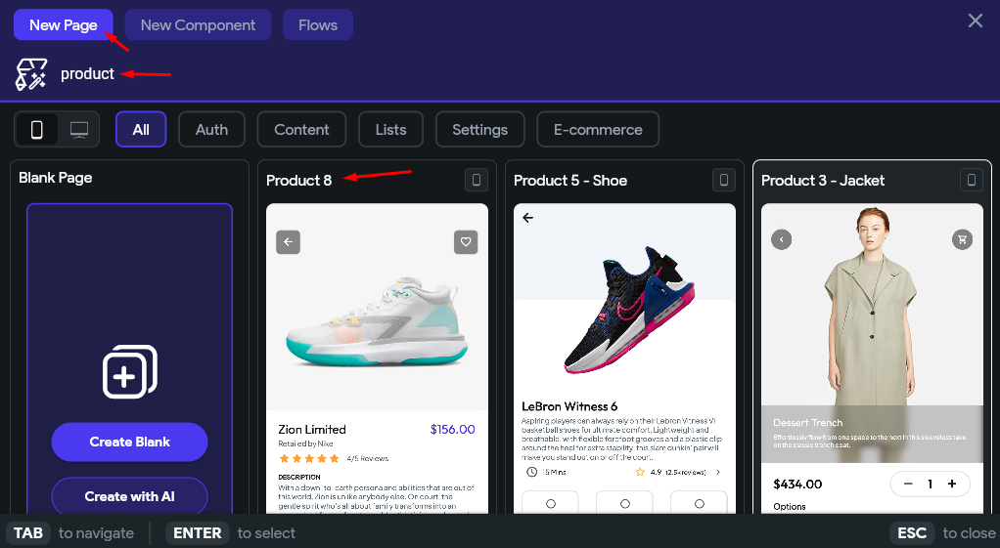 New Page New Component Flows
product
All Auth Content Lists Settings E-commerce
Blank Page
Create Blank
Create with AI
Product 8
Zion Limited $156.00
Retailed by Nike
4/5 Reviews
DESCRIPTION
With a down-to-earth persona and abilities that are out of
this world, Zion is unlike anybody else. On court, the
gentle spirit who's all about family transforms into an
Product 5 - Shoe
LeBron Witness 6
Aspiring players can always rely on their Lebron Vitness VI
basketball shoes for ultimate comfort. Lightweight and
breathable, with flexible forefoot grooves and a plastic clip
around the heel for extra stability, this slam dunkin' pair will
make you stand out on or off the court.
15 Mins 4.9 (2.5k reviews)
Product 3 - Jacket
Dessert Trench
Effortlessly flow from one space to the next in this sleeveless take
on the classic trench coat.
$434.00 − 1 +
Options
TAB to navigate ENTER to select ESC to close